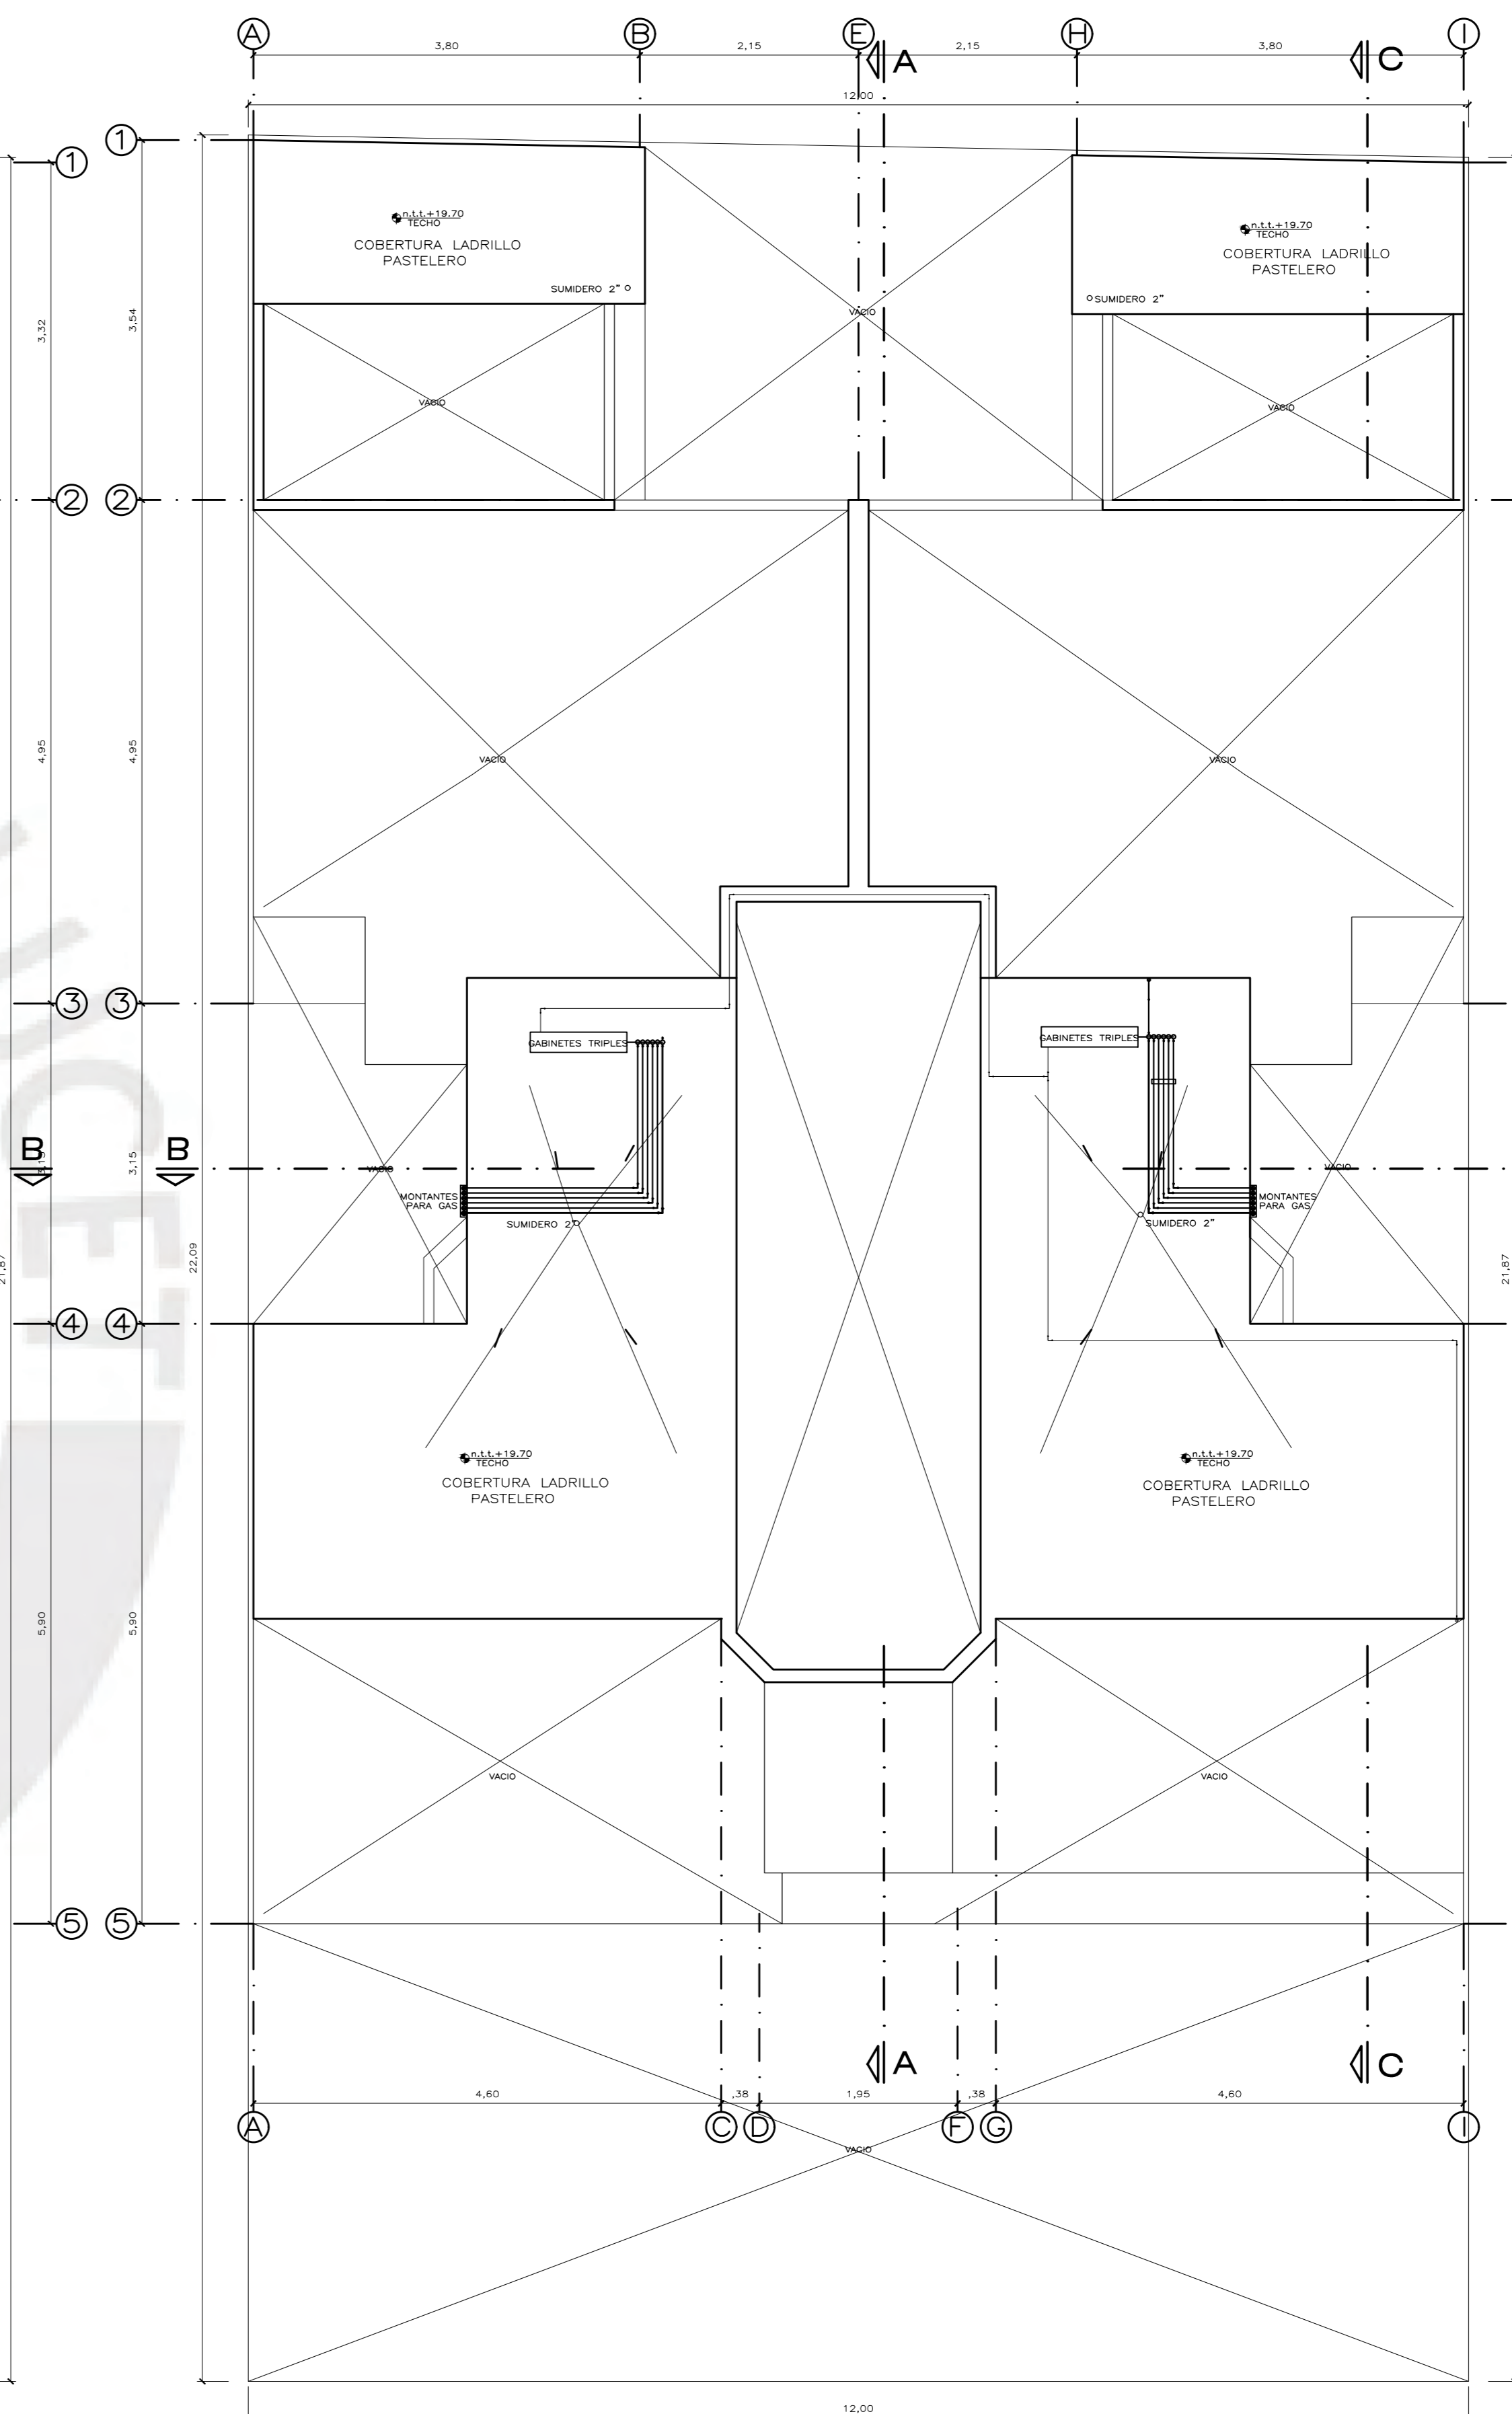 A
B
E
H
I
3,80
2,15
2,15
3,80
A
C
12,00
1
1
n.t.t.+19.70
TECHO
COBERTURA LADRILLO
PASTELERO
SUMIDERO 2"
n.t.t.+19.70
TECHO
COBERTURA LADRILLO
PASTELERO
SUMIDERO 2"
VACIO
3,32
3,54
VACIO
VACIO
2
2
4,95
4,95
VACIO
VACIO
3
3
GABINETES TRIPLES
GABINETES TRIPLES
B
B
3,15
3,15
VACIO
VACIO
MONTANTES
PARA GAS
MONTANTES
PARA GAS
SUMIDERO 2"
SUMIDERO 2"
21,87
22,09
21,87
4
4
n.t.t.+19.70
TECHO
COBERTURA LADRILLO
PASTELERO
n.t.t.+19.70
TECHO
COBERTURA LADRILLO
PASTELERO
5,90
5,90
VACIO
VACIO
5
5
A
C
4,60
,38
1,95
,38
4,60
A
C
D
F
G
I
VACIO
12,00